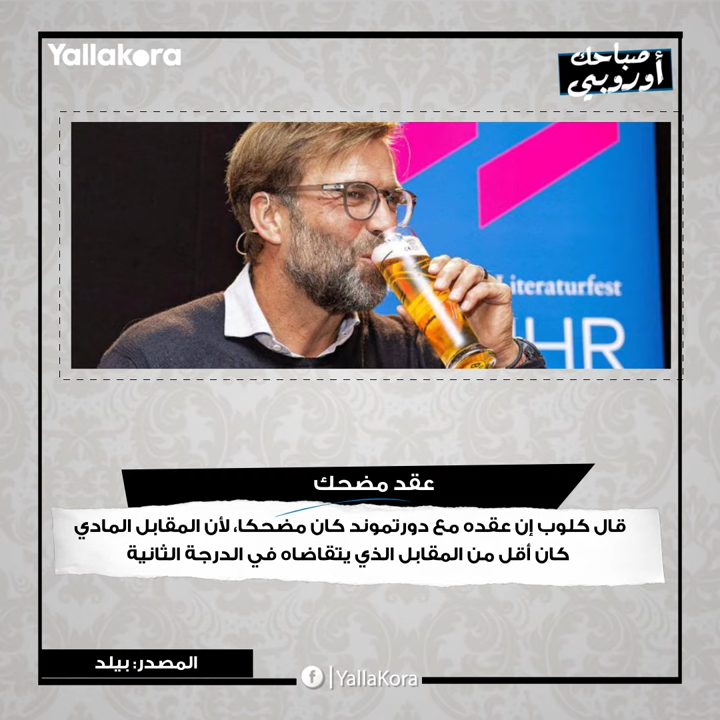 Yallakora
صباحك
أوروبي
Literaturfest
UHR
عقد مضحك
قال كلوب إن عقده مع دورتموند كان مضحكا، لأن المقابل المادي
كان أقل من المقابل الذي يتقاضاه في الدرجة الثانية
المصدر: بيلد
f | YallaKora